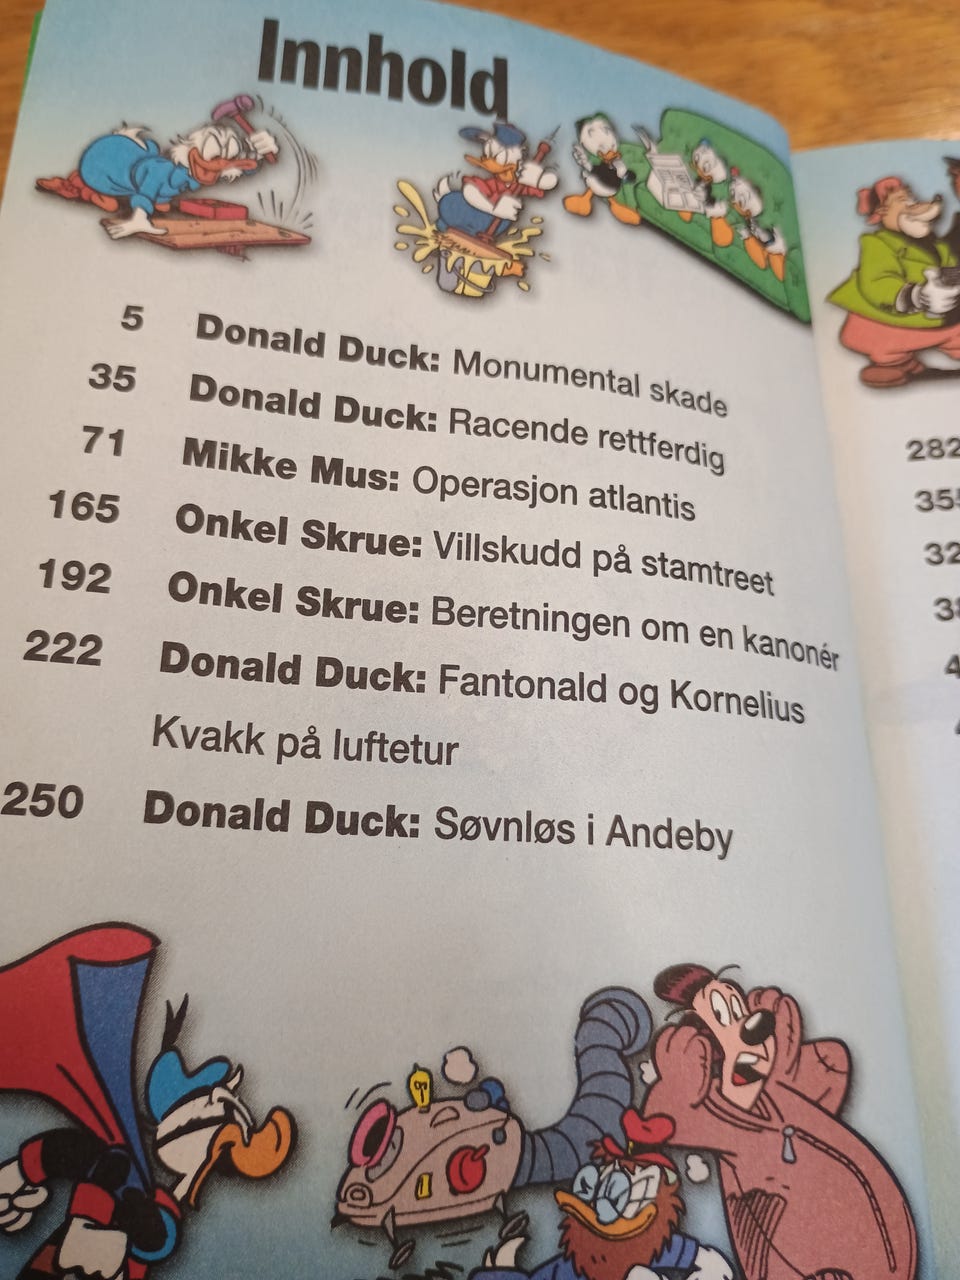 Innhold
5 Donald Duck: Monumental skade
35 Donald Duck: Racende rettferdig
71 Mikke Mus: Operasjon atlantis
165 Onkel Skrue: Villskudd på stamtreet
192 Onkel Skrue: Beretningen om en kanonér
222 Donald Duck: Fantonald og Kornelius
Kvakk på luftetur
250 Donald Duck: Søvnløs i Andeby
282